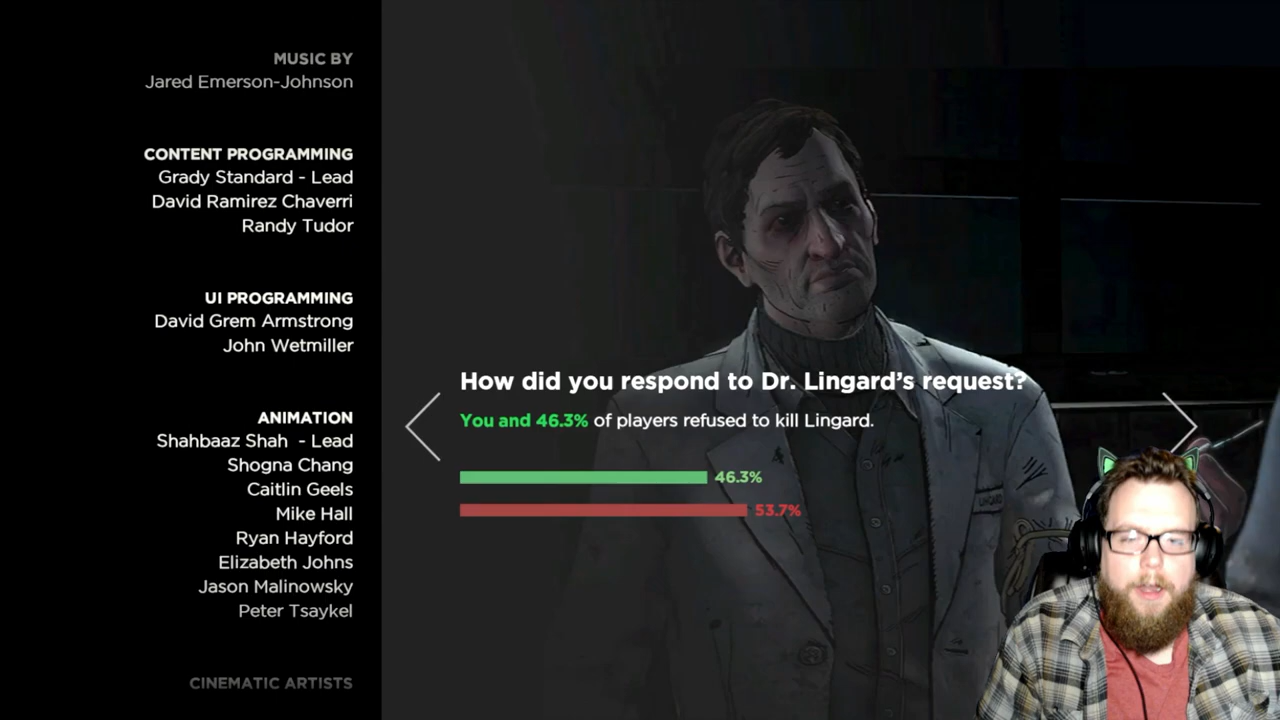 MUSIC BY
Jared Emerson-Johnson
CONTENT PROGRAMMING
Grady Standard - Lead
David Ramirez Chaverri
Randy Tudor
UI PROGRAMMING
David Grem Armstrong
John Wetmiller
ANIMATION
Shahbaaz Shah - Lead
Shogna Chang
Caitlin Geels
Mike Hall
Ryan Hayford
Elizabeth Johns
Jason Malinowsky
Peter Tsaykel
CINEMATIC ARTISTS
How did you respond to Dr. Lingard's request?
You and 46.3% of players refused to kill Lingard.
46.3%
53.7%
LINGARD